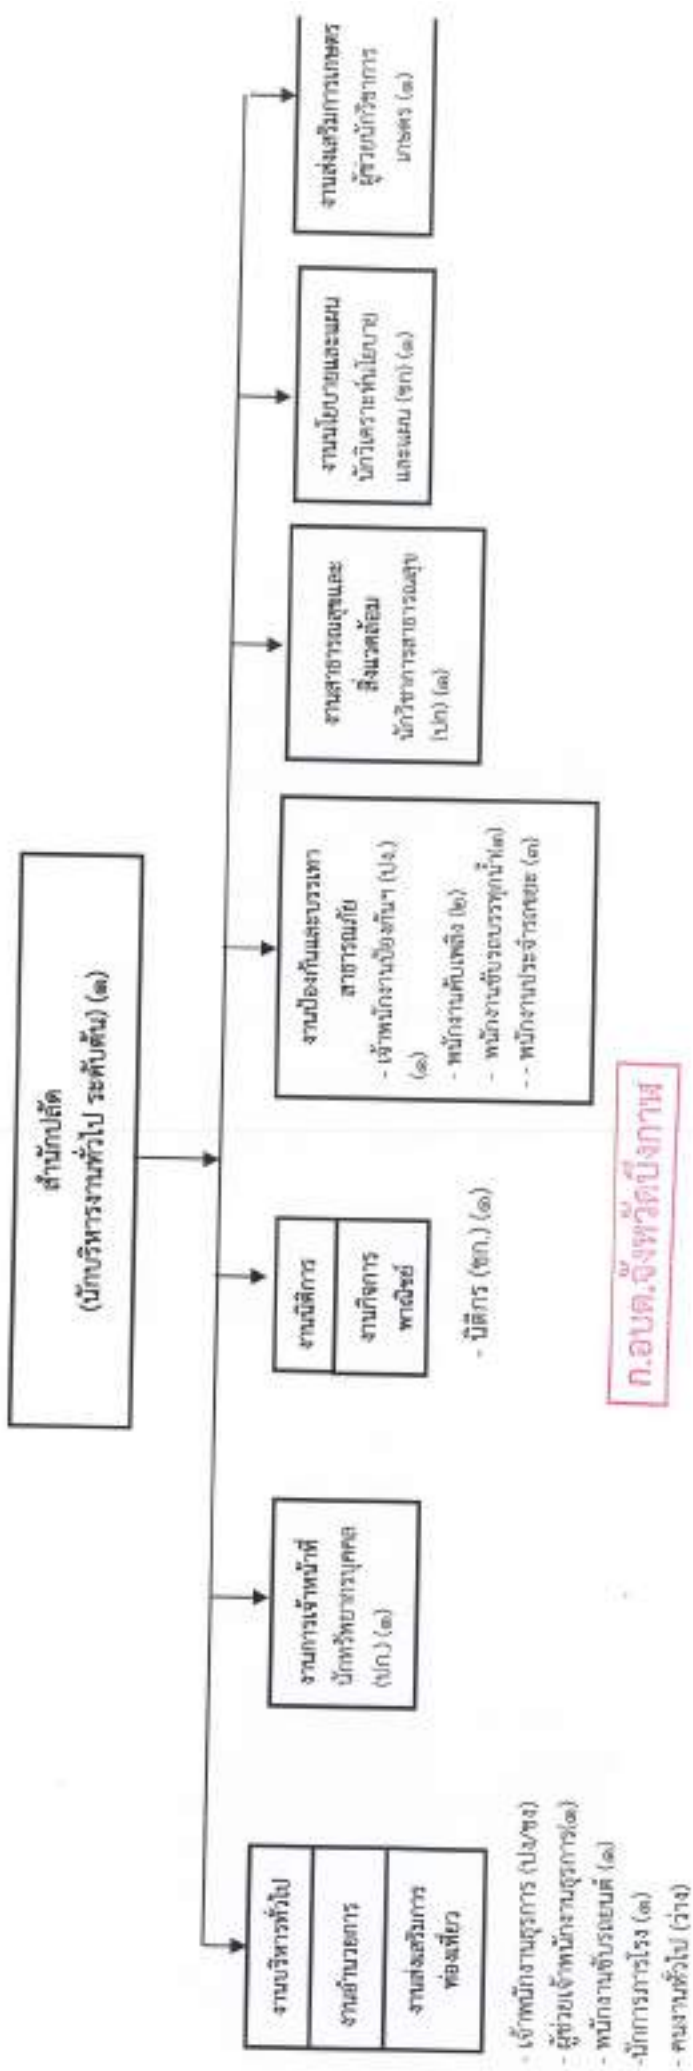 สำนักปลัด
(นักบริหารงานทั่วไป ระดับต้น) (๑)
งานบริหารทั่วไป
งานอำนวยการ
งานส่งเสริมการ
ท่องเที่ยว
- เจ้าพนักงานธุรการ (ปง/ชง)
- ผู้ช่วยเจ้าพนักงานธุรการ(๑)
- พนักงานขับรถยนต์ (๑)
-นักการภารโรง (๑)
- คนงานทั่วไป (ว่าง)
งานการเจ้าหน้าที่
นักทรัพยากรบุคคล
(ปก.) (๑)
งานนิติการ
งานกิจการ
พาณิชย์
- นิติกร (ชก.) (๑)
งานป้องกันและบรรเทา
สาธารณภัย
- เจ้าพนักงานป้องกันฯ (ปง.)
(๑)
- พนักงานดับเพลิง (๒)
- พนักงานขับรถบรรทุกน้ำ(๑)
- - พนักงานประจำรถขยะ (๓)
งานสาธารณสุขและ
สิ่งแวดล้อม
นักวิชาการสาธารณสุข
(ปก) (๑)
งานนโยบายและแผน
นักวิเคราะห์นโยบาย
และแผน (ชก) (๑)
งานส่งเสริมการเกษตร
ผู้ช่วยนักวิชาการ
เกษตร (๑)
ก.อบต.จังหวัดบึงกาฬ